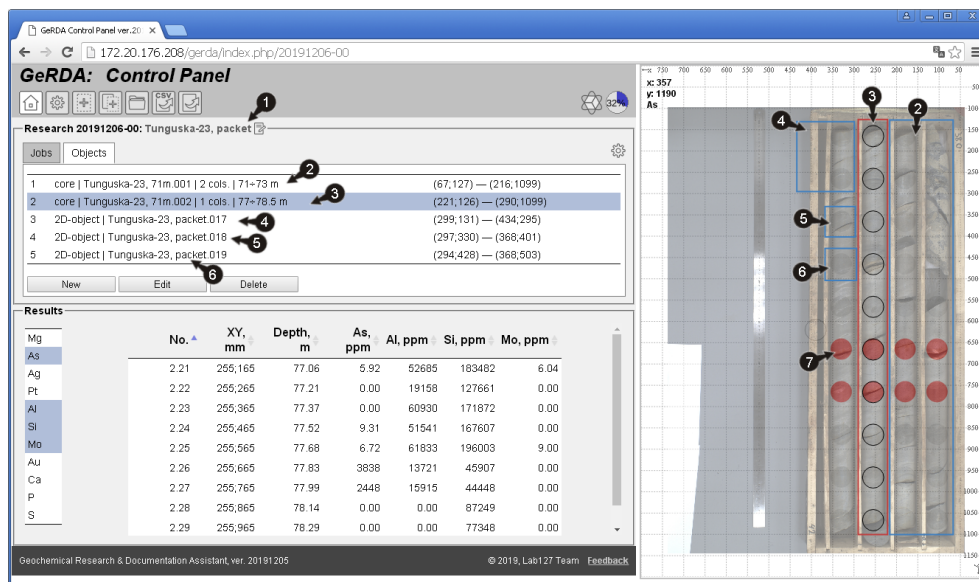 GeRDA Control Panel ver.20
172.20.176.208/gerda/index.php/20191206-00
GeRDA: Control Panel
CSV
32%
1
Research 20191206-00: Tunguska-23, packet
Jobs Objects
2
1 core | Tunguska-23, 71m.001 | 2 cols. | 71÷73 m (67;127) — (216;1099)
2 core | Tunguska-23, 71m.002 | 1 cols. | 77÷78.5 m (221;126) — (290;1099)
3
3 2D-object | Tunguska-23, packet.017 (299;131) — (434;295)
4
4 2D-object | Tunguska-23, packet.018 (297;330) — (368;401)
5
5 2D-object | Tunguska-23, packet.019 (294;428) — (368;503)
6
New Edit Delete
Results
Mg
As
Ag
Pt
Al
Si
Mo
Au
Ca
P
S
No. XY, mm Depth, m As, ppm Al, ppm Si, ppm Mo, ppm
2.21 255;165 77.06 5.92 52685 183482 6.04
2.22 255;265 77.21 0.00 19158 127661 0.00
2.23 255;365 77.37 0.00 60930 171872 0.00
2.24 255;465 77.52 9.31 51541 167607 0.00
2.25 255;565 77.68 6.72 61833 196003 9.00
2.26 255;665 77.83 3838 13721 45907 0.00
2.27 255;765 77.99 2448 15915 44448 0.00
2.28 255;865 78.14 0.00 0.00 87249 0.00
2.29 255;965 78.29 0.00 0.00 77348 0.00
Geochemical Research & Documentation Assistant, ver. 20191205 © 2019, Lab127 Team Feedback
750 700 650 600 550 500 450 400 350 300 250 200 150 100 50
x: 357
y: 1190
As
3
4
2
5
6
7
50
100
150
200
250
300
350
400
450
500
550
600
650
700
750
800
850
900
950
1000
1050
1100
1150